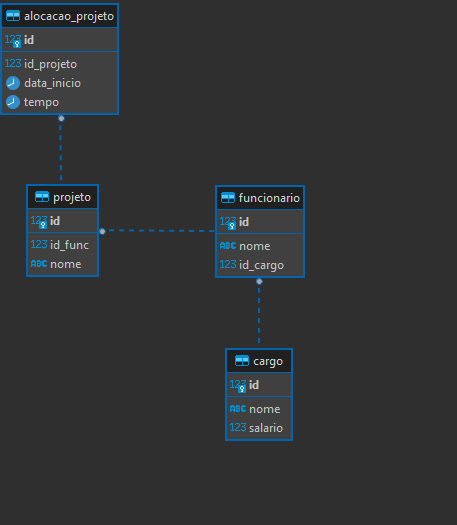 alocacao_projeto
123 id
123 id_projeto
data_inicio
tempo
projeto
123 id
123 id_func
ABC nome
funcionario
123 id
ABC nome
123 id_cargo
cargo
123 id
ABC nome
123 salario